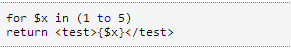 for $x in (1 to 5)
return <test>{$x}</test>